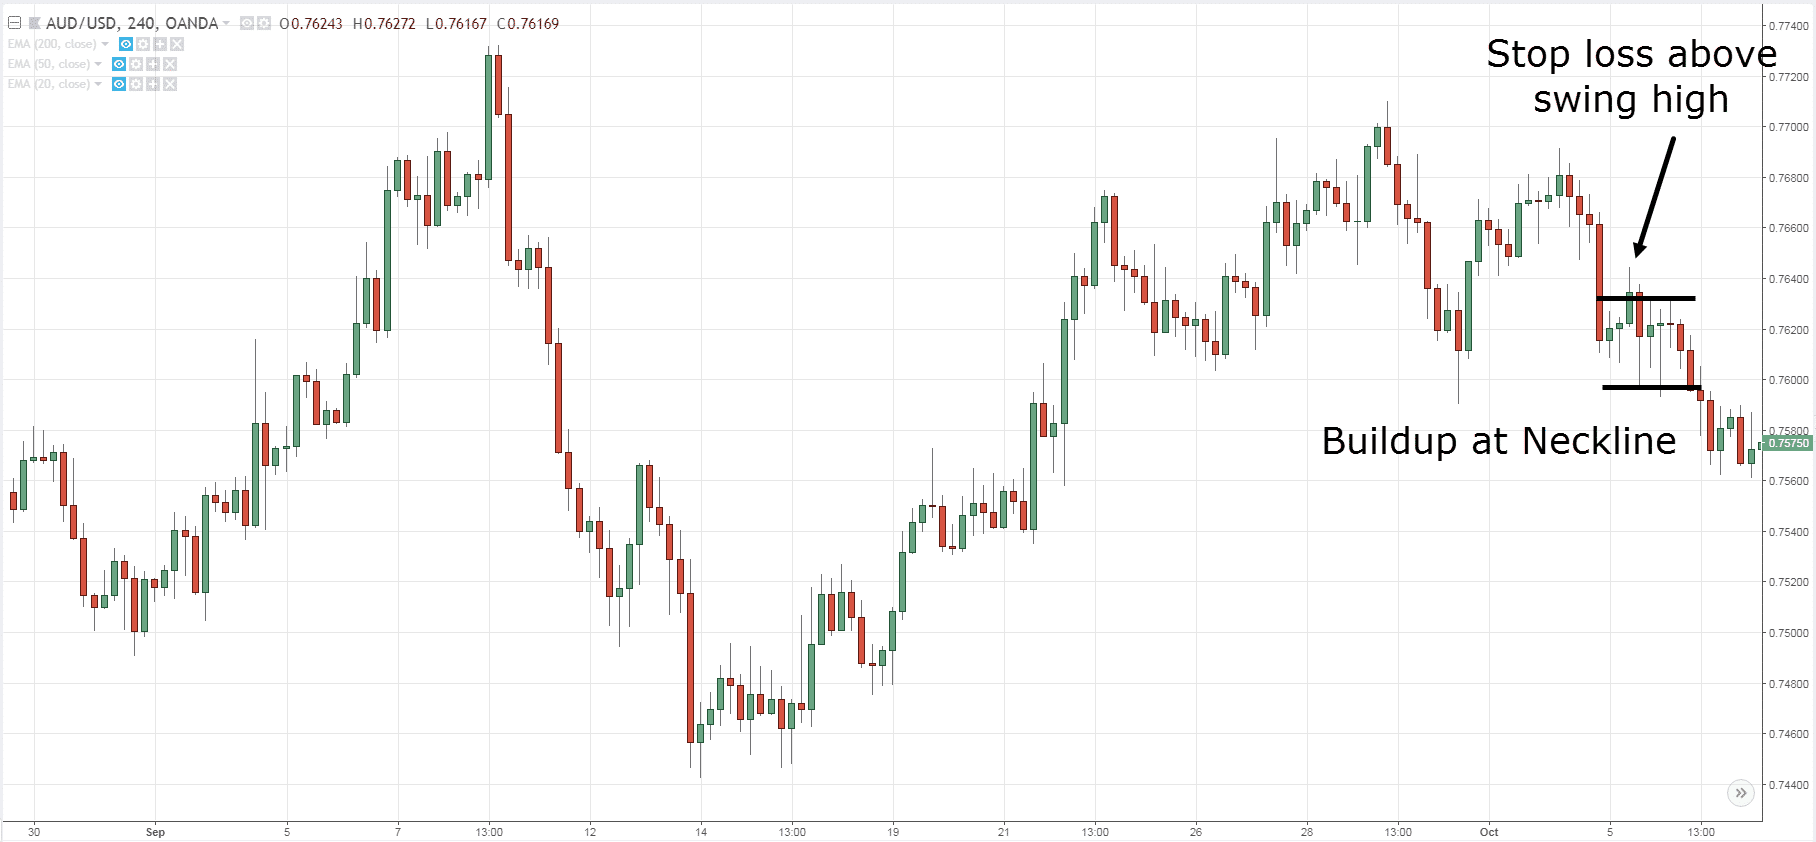 AUD/USD, 240, OANDA O0.76243 H0.76272 L0.76167 C0.76169
EMA (200, close)
EMA (50, close)
EMA (20, close)
Stop loss above
swing high
Buildup at Neckline
0.77400
0.77200
0.77000
0.76800
0.76600
0.76400
0.76200
0.76000
0.75800
0.75750
0.75600
0.75400
0.75200
0.75000
0.74800
0.74600
0.74400
30 Sep 5 7 13:00 12 14 13:00 19 21 13:00 26 28 13:00 Oct 5 13:00